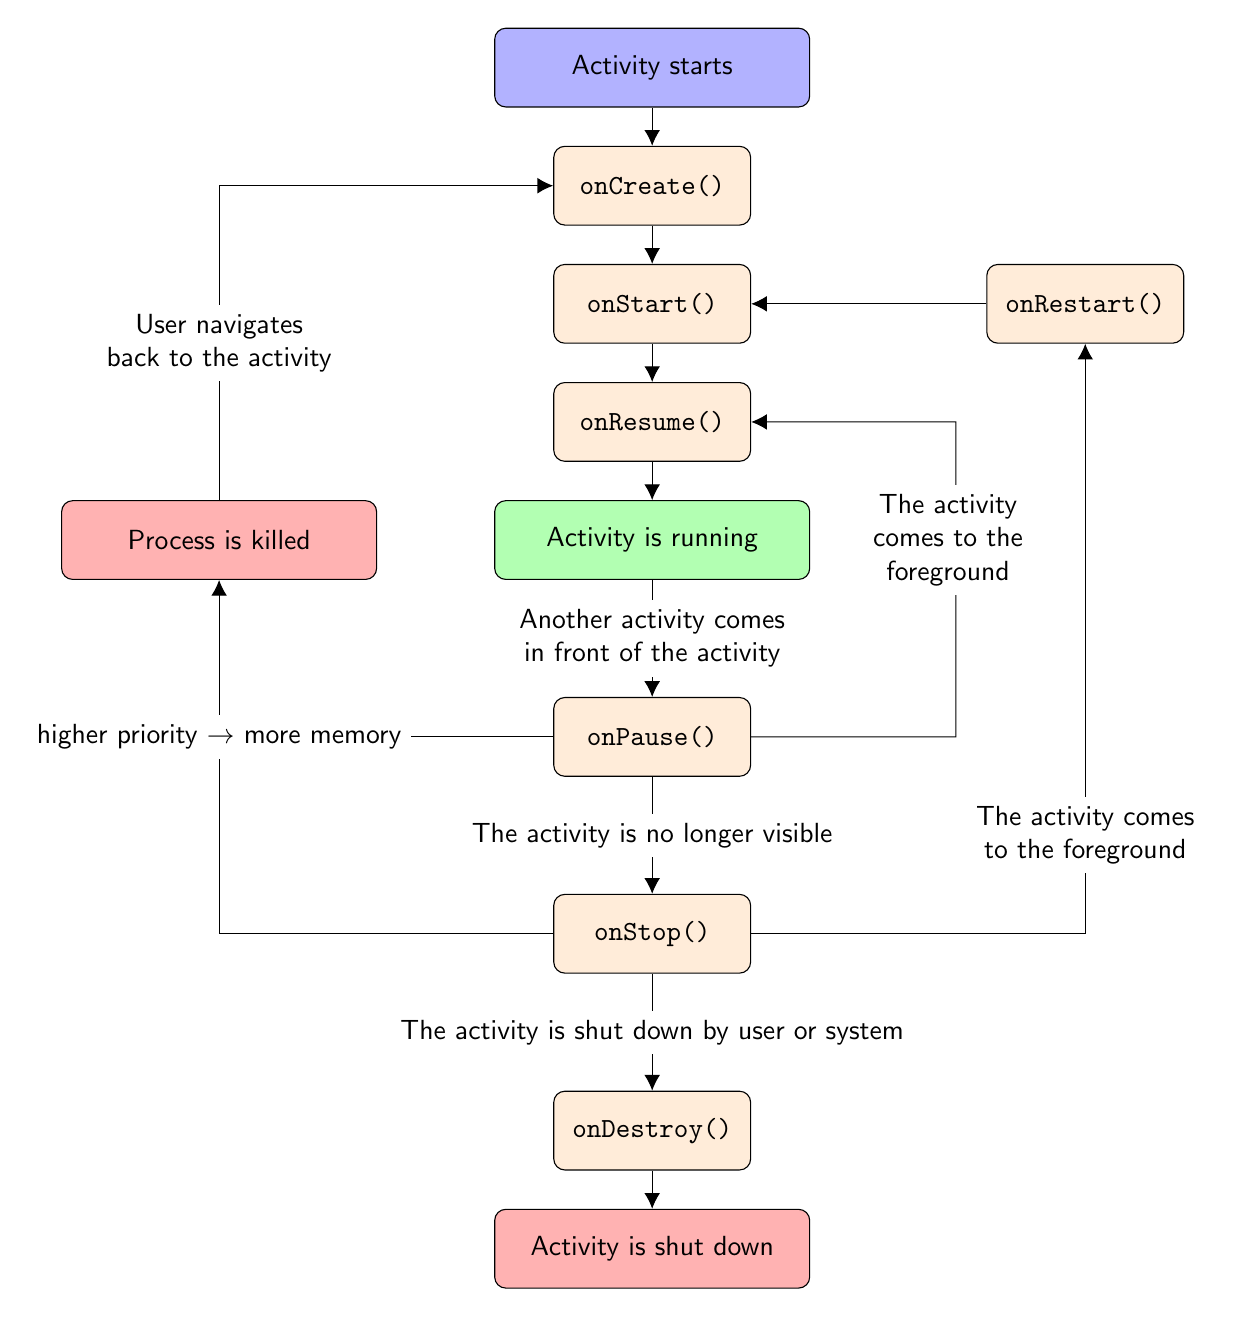 Activity starts
onCreate()
onStart()
onRestart()
User navigates
back to the activity
onResume()
The activity
comes to the
foreground
Process is killed
Activity is running
Another activity comes
in front of the activity
higher priority → more memory
onPause()
The activity comes
to the foreground
The activity is no longer visible
onStop()
The activity is shut down by user or system
onDestroy()
Activity is shut down